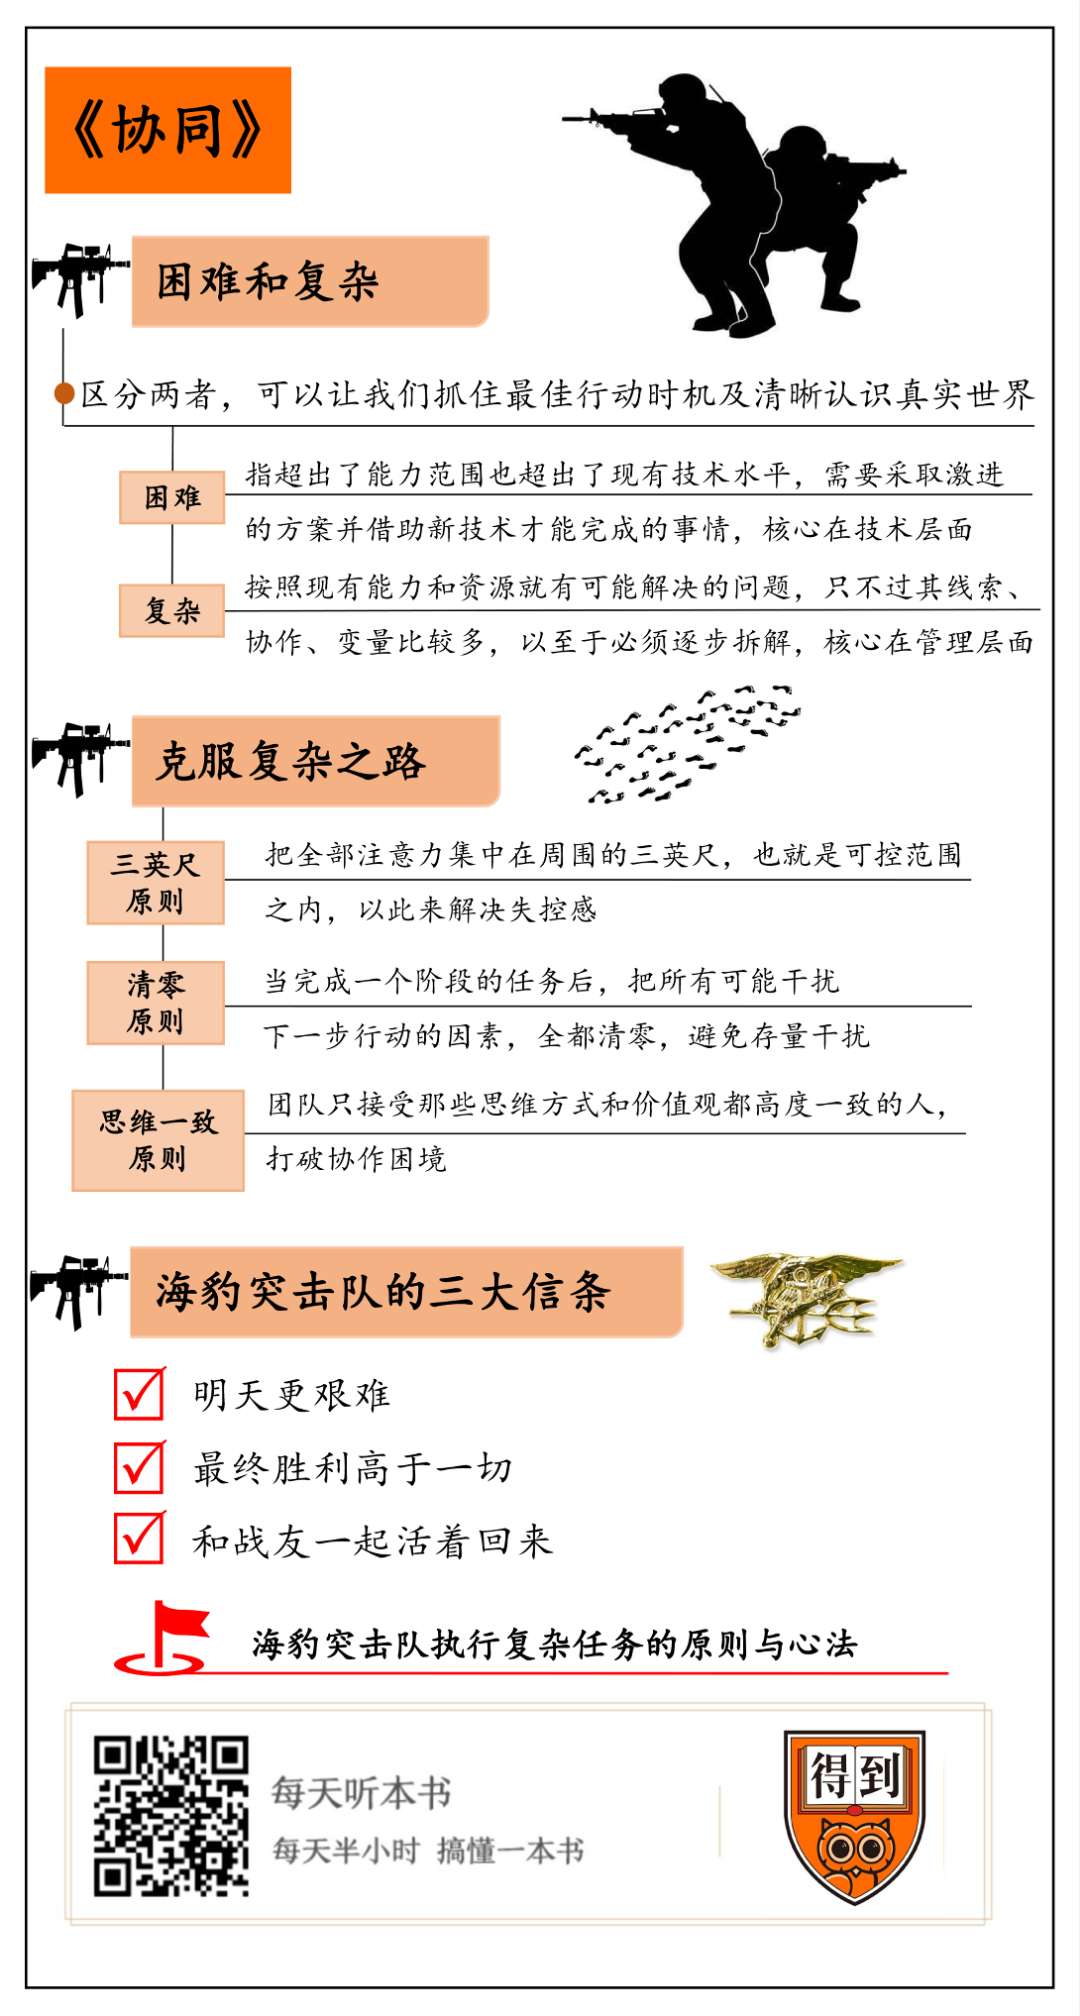 《协同》
困难和复杂
区分两者，可以让我们抓住最佳行动时机及清晰认识真实世界
困难
指超出了能力范围也超出了现有技术水平，需要采取激进
的方案并借助新技术才能完成的事情，核心在技术层面
复杂
按照现有能力和资源就有可能解决的问题，只不过其线索、
协作、变量比较多，以至于必须逐步拆解，核心在管理层面
克服复杂之路
三英尺
原则
把全部注意力集中在周围的三英尺，也就是可控范围
之内，以此来解决失控感
清零
原则
当完成一个阶段的任务后，把所有可能干扰
下一步行动的因素，全都清零，避免存量干扰
思维一致
原则
团队只接受那些思维方式和价值观都高度一致的人，
打破协作困境
海豹突击队的三大信条
明天更艰难
最终胜利高于一切
和战友一起活着回来
海豹突击队执行复杂任务的原则与心法
每天听本书
每天半小时 搞懂一本书
得到